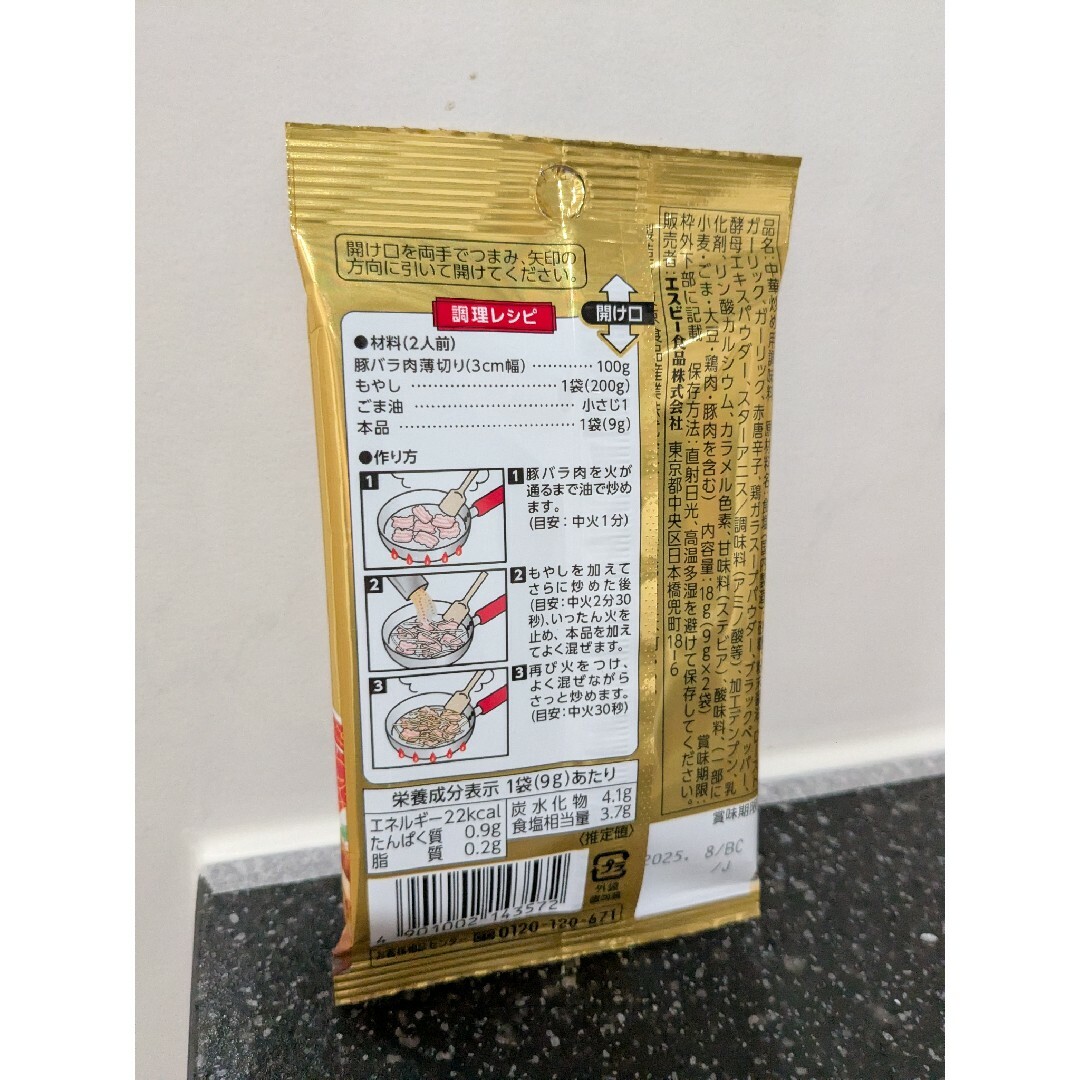 開け口を両手でつまみ、矢印の
方向に引いて開けてください。
調理レシピ
開け口
●材料(2人前)
豚バラ肉薄切り(3cm幅) ………… 100g
もやし ………… 1袋(200g)
ごま油 ………… 小さじ1
本品 ………… 1袋(9g)
●作り方
1
1 豚バラ肉を火が
通るまで油で炒め
ます。
(目安:中火1分)
2
2 もやしを加えて
さらに炒めた後
(目安:中火2分30
秒)、いったん火を
止め、本品を加え
てよく混ぜます。
3
3 再び火をつけ、
よく混ぜながら
さっと炒めます。
(目安:中火30秒)
栄養成分表示 1袋(9g)あたり
エネルギー 22kcal
たんぱく質 0.9g
脂質 0.2g
炭水化物 4.1g
食塩相当量 3.7g
〈推定値〉
4 901002 143572
プラ
外袋
0120-120-671
品名:中華炒め用調味料
ガーリック、ガーリック、赤唐辛子、鶏ガラスープパウダー、ブラックペッパー、
酵母エキスパウダー、スターアニス/調味料(アミノ酸等)、加工デンプン、乳
化剤、リン酸カルシウム、カラメル色素、甘味料(ステビア)、酸味料、(一部に
小麦・ごま・大豆・鶏肉・豚肉を含む) 内容量:18g(9g×2袋) 賞味期限:
枠外下部に記載 保存方法:直射日光、高温多湿を避けて保存してください。
販売者:エスビー食品株式会社 東京都中央区日本橋兜町18-6
賞味期限
2025. 8/BC
/J